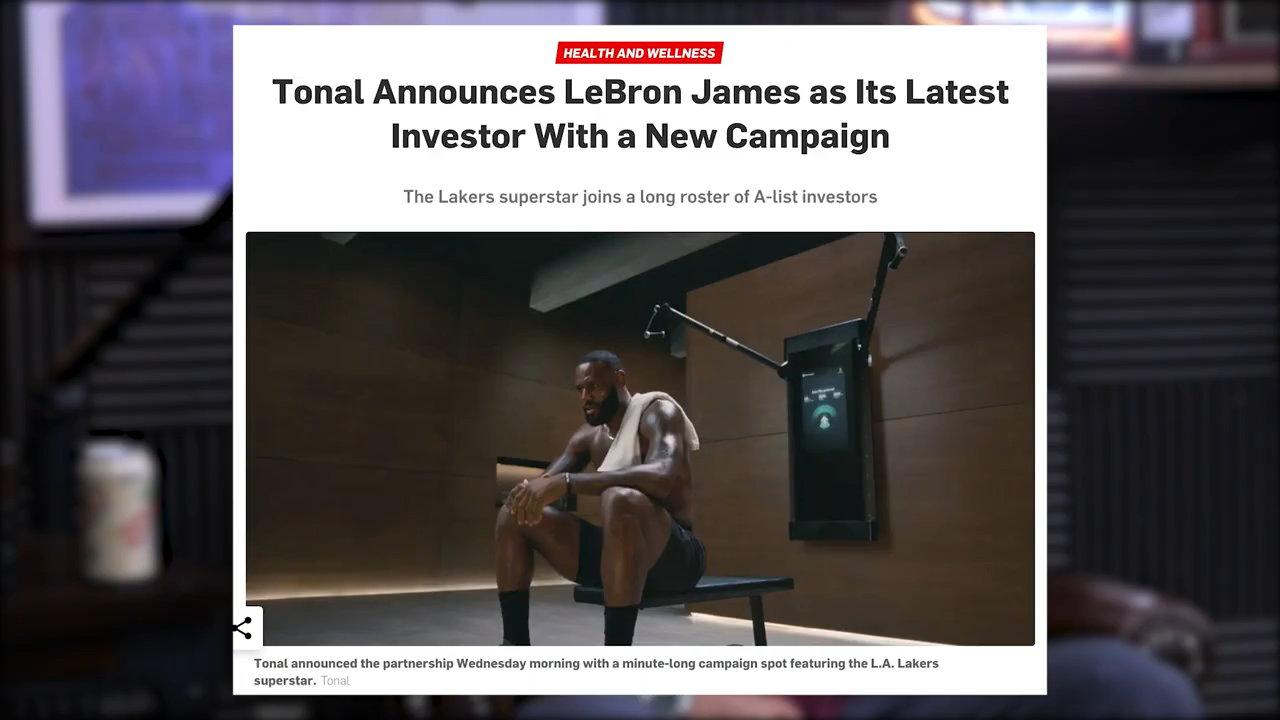 HEALTH AND WELLNESS
Tonal Announces LeBron James as Its Latest
Investor With a New Campaign
The Lakers superstar joins a long roster of A-list investors
Tonal announced the partnership Wednesday morning with a minute-long campaign spot featuring the L.A. Lakers
superstar. Tonal